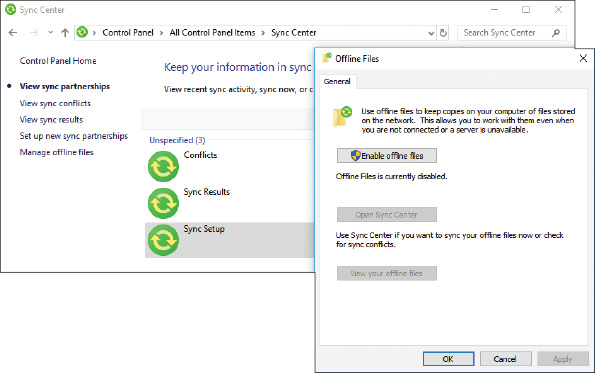 Sync Center
Control Panel > All Control Panel Items > Sync Center
Search Sync Center
Control Panel Home
View sync partnerships
View sync conflicts
View sync results
Set up new sync partnerships
Manage offline files
Keep your information in sync
View recent sync activity, sync now, or c
Unspecified (3)
Conflicts
Sync Results
Sync Setup
Offline Files
General
Use offline files to keep copies on your computer of files stored
on the network. This allows you to work with them even when
you are not connected or a server is unavailable.
Enable offline files
Offline Files is currently disabled.
Open Sync Center
Use Sync Center if you want to sync your offline files now or check
for sync conflicts.
View your offline files
OK
Cancel
Apply